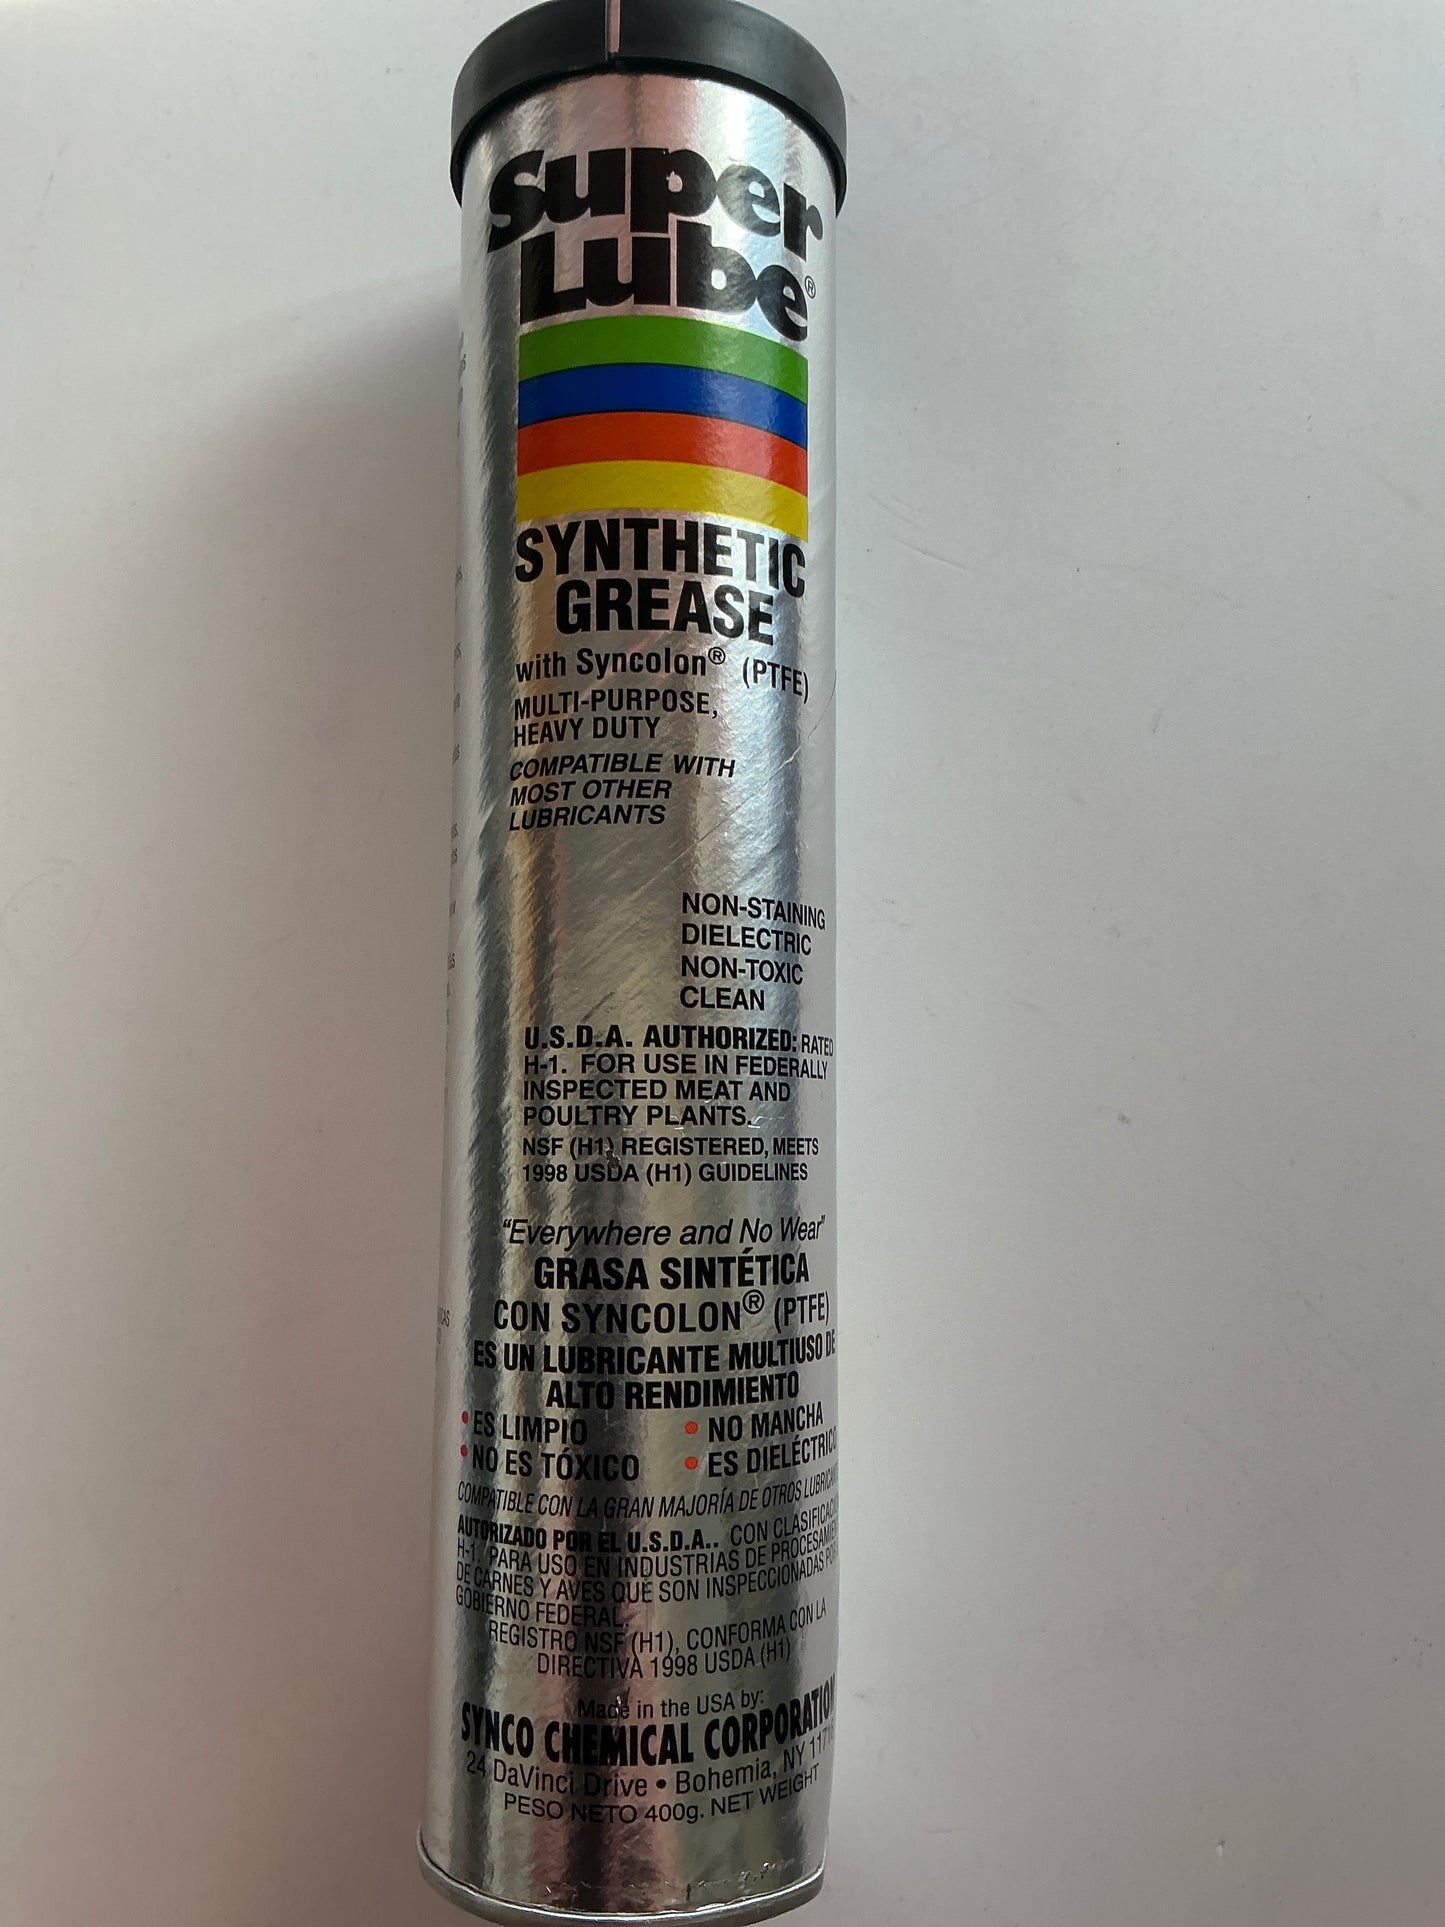 Super
Lube®
SYNTHETIC
GREASE
with Syncolon® (PTFE)
MULTI-PURPOSE,
HEAVY DUTY
COMPATIBLE WITH
MOST OTHER
LUBRICANTS
NON-STAINING
DIELECTRIC
NON-TOXIC
CLEAN
U.S.D.A. AUTHORIZED: RATED
H-1. FOR USE IN FEDERALLY
INSPECTED MEAT AND
POULTRY PLANTS.
NSF (H1) REGISTERED, MEETS
1998 USDA (H1) GUIDELINES
"Everywhere and No Wear"
GRASA SINTÉTICA
CON SYNCOLON® (PTFE)
ES UN LUBRICANTE MULTIUSO DE
ALTO RENDIMIENTO
• ES LIMPIO • NO MANCHA
• NO ES TÓXICO • ES DIELÉCTRICO
COMPATIBLE CON LA GRAN MAJORÍA DE OTROS
AUTORIZADO POR EL U.S.D.A.. CON
H-1. PARA USO EN INDUSTRIAS DE
DE CARNES Y AVES QUE SON INSPECCIONADAS
GOBIERNO FEDERAL.
REGISTRO NSF (H1), CONFORMA CON LA
DIRECTIVA 1998 USDA (H1)
Made in the USA by:
SYNCO CHEMICAL CORPORATION
24 DaVinci Drive • Bohemia, NY
PESO NETO 400g. NET WEIGHT